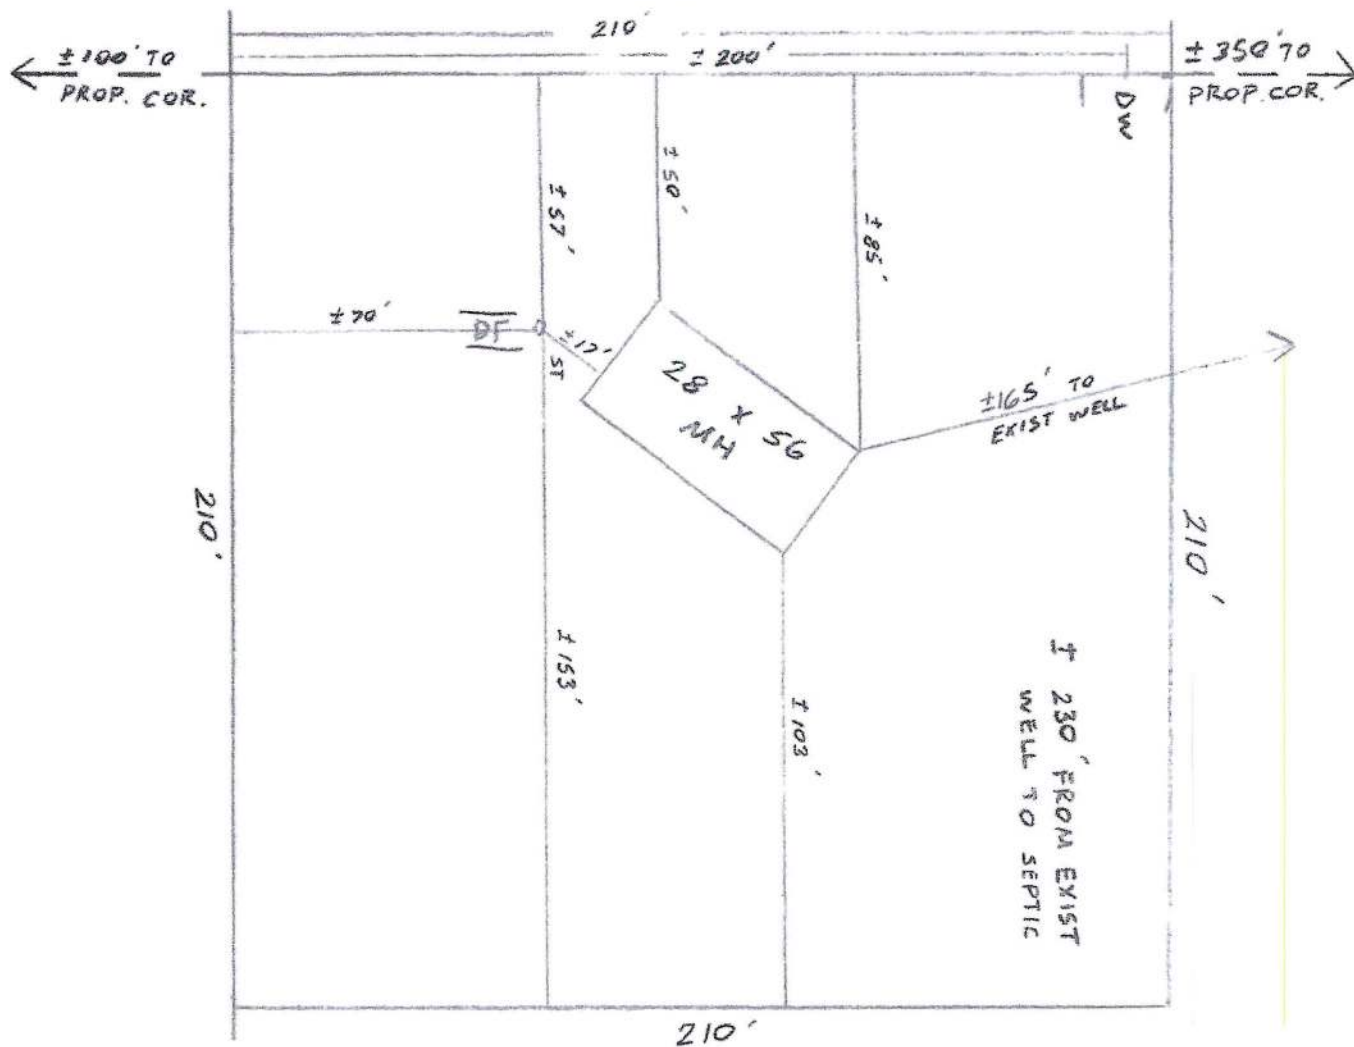 210'
± 200'
± 100' TO
PROP. COR.
± 350' TO
PROP. COR.
DW
± 50'
± 57'
± 85'
± 70'
DF
± 17'
ST
28 X 56
MH
±165' TO
EXIST WELL
210'
210'
± 153'
± 103'
± 230' FROM EXIST
WELL TO SEPTIC
210'